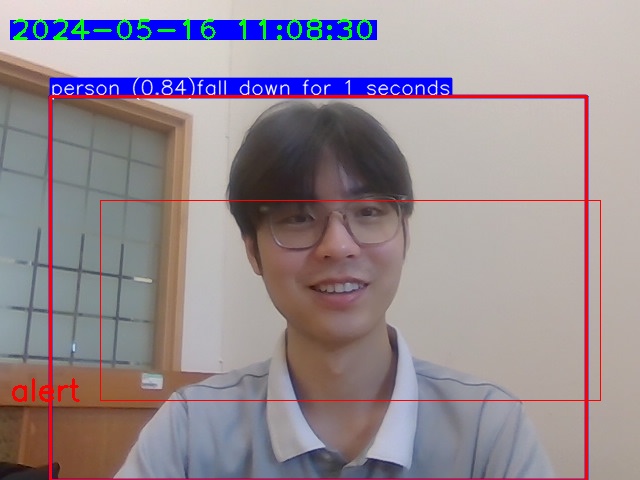 2024-05-16 11:08:30
person (0.84)fall down for 1 seconds
alert